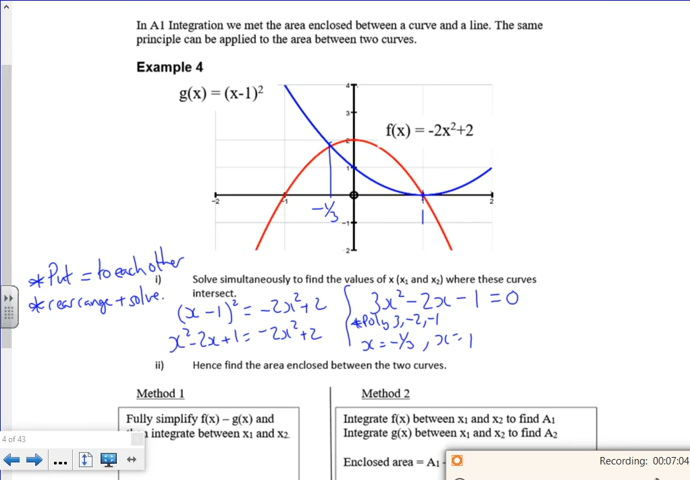 In A1 Integration we met the area enclosed between a curve and a line. The same
principle can be applied to the area between two curves.
Example 4
g(x) = (x-1)²
f(x) = -2x²+2
4
3
2
1
-2
-1
1
2
-1
2
-⅓
1
*Put = to each other
*rearrange + solve.
i) Solve simultaneously to find the values of x (x₁ and x₂) where these curves
intersect.
(x-1)² = -2x²+2
x²-2x+1 = -2x²+2
3x²-2x-1=0
*Poly 3,-2,-1
x=-⅓, x=1
ii) Hence find the area enclosed between the two curves.
Method 1
Fully simplify f(x) – g(x) and
integrate between x₁ and x₂.
Method 2
Integrate f(x) between x₁ and x₂ to find A₁
Integrate g(x) between x₁ and x₂ to find A₂
Enclosed area = A₁
4 of 43
Recording: 00:07:04